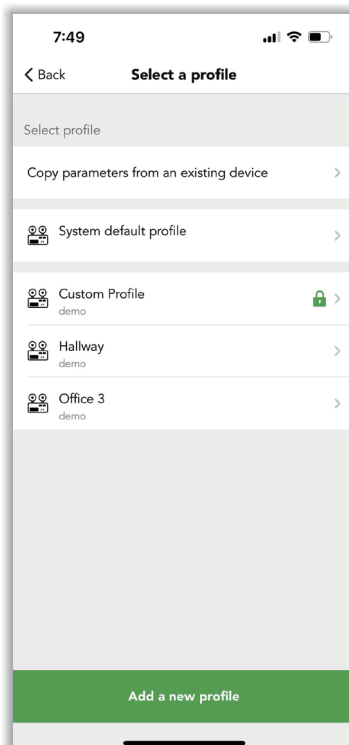 7:49
Back
Select a profile
Select profile
Copy parameters from an existing device
System default profile
Custom Profile
demo
Hallway
demo
Office 3
demo
Add a new profile